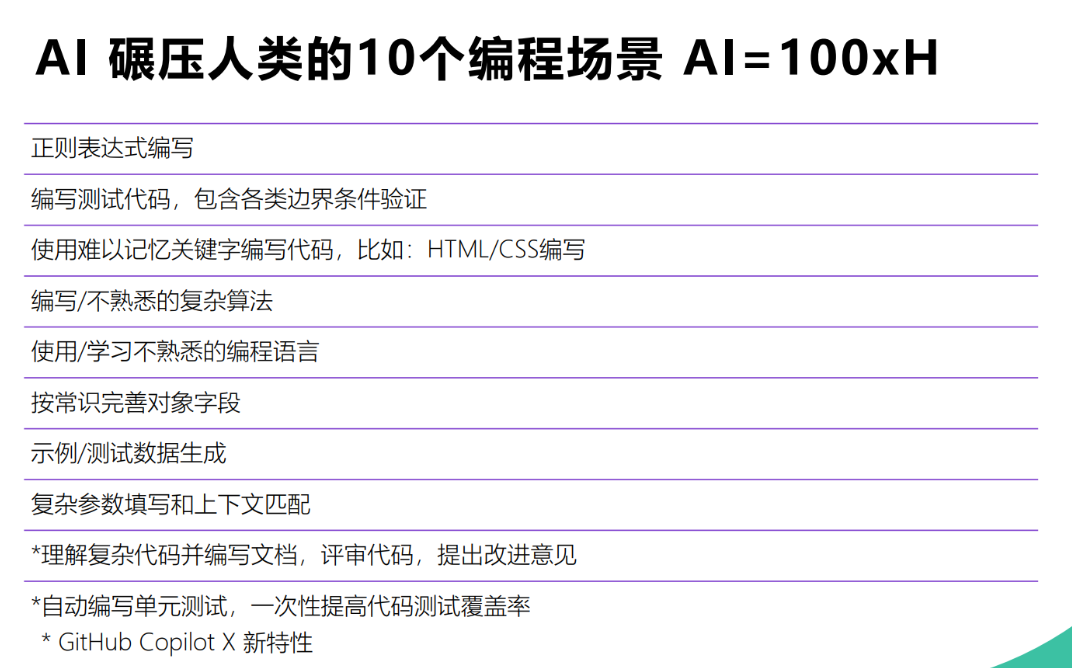 AI 碾压人类的10个编程场景 AI=100xH
正则表达式编写
编写测试代码，包含各类边界条件验证
使用难以记忆关键字编写代码，比如：HTML/CSS编写
编写/不熟悉的复杂算法
使用/学习不熟悉的编程语言
按常识完善对象字段
示例/测试数据生成
复杂参数填写和上下文匹配
*理解复杂代码并编写文档，评审代码，提出改进意见
*自动编写单元测试，一次性提高代码测试覆盖率
* GitHub Copilot X 新特性